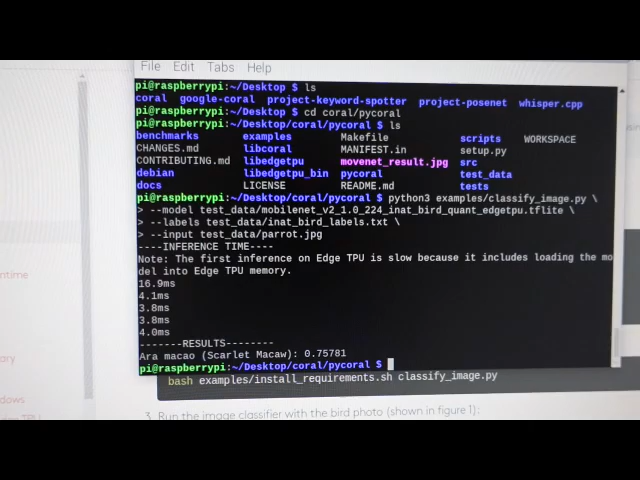 File Edit Tabs Help
pi@raspberrypi:~/Desktop $ ls
coral google-coral project-keyword-spotter project-posenet whisper.cpp
pi@raspberrypi:~/Desktop $ cd coral/pycoral
pi@raspberrypi:~/Desktop/coral/pycoral $ ls
benchmarks examples Makefile scripts WORKSPACE
CHANGES.md libcoral MANIFEST.in setup.py
CONTRIBUTING.md libedgetpu movenet_result.jpg src
debian libedgetpu_bin pycoral test_data
docs LICENSE README.md tests
pi@raspberrypi:~/Desktop/coral/pycoral $ python3 examples/classify_image.py \
> --model test_data/mobilenet_v2_1.0_224_inat_bird_quant_edgetpu.tflite \
> --labels test_data/inat_bird_labels.txt \
> --input test_data/parrot.jpg
----INFERENCE TIME----
Note: The first inference on Edge TPU is slow because it includes loading the mo
del into Edge TPU memory.
16.9ms
4.1ms
3.8ms
3.8ms
4.0ms
-------RESULTS--------
Ara macao (Scarlet Macaw): 0.75781
pi@raspberrypi:~/Desktop/coral/pycoral $
bash examples/install_requirements.sh classify_image.py
3. Run the image classifier with the bird photo (shown in figure 1):